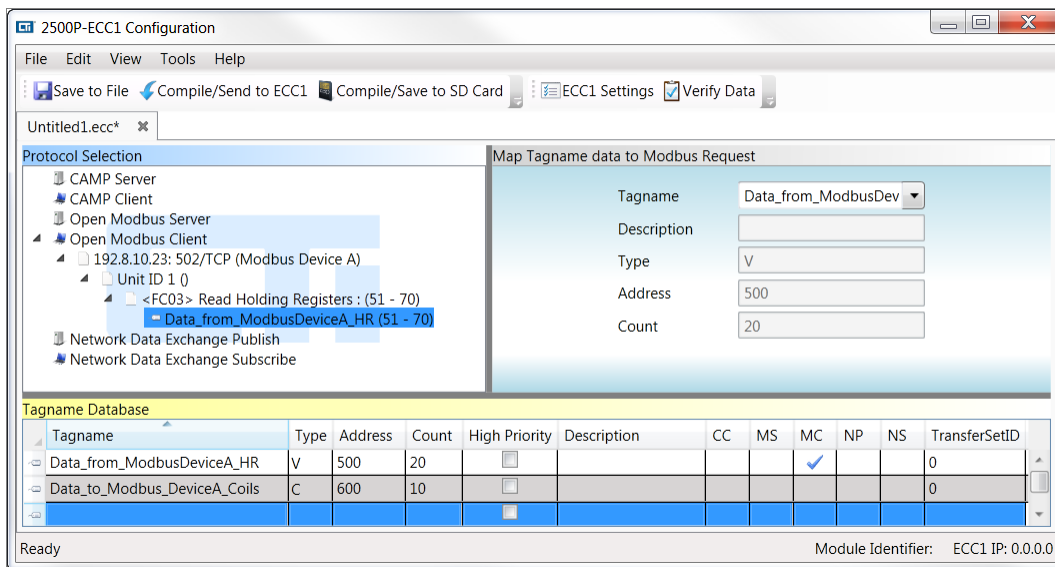 CTI 2500P-ECC1 Configuration
File Edit View Tools Help
Save to File Compile/Send to ECC1 Compile/Save to SD Card ECC1 Settings Verify Data
Untitled1.ecc*
Protocol Selection
CAMP Server
CAMP Client
Open Modbus Server
Open Modbus Client
192.8.10.23: 502/TCP (Modbus Device A)
Unit ID 1 ()
<FC03> Read Holding Registers : (51 - 70)
Data_from_ModbusDeviceA_HR (51 - 70)
Network Data Exchange Publish
Network Data Exchange Subscribe
Map Tagname data to Modbus Request
Tagname Data_from_ModbusDev
Description
Type V
Address 500
Count 20
Tagname Database
Tagname Type Address Count High Priority Description CC MS MC NP NS TransferSetID
Data_from_ModbusDeviceA_HR V 500 20 0
Data_to_Modbus_DeviceA_Coils C 600 10 0
Ready Module Identifier: ECC1 IP: 0.0.0.0